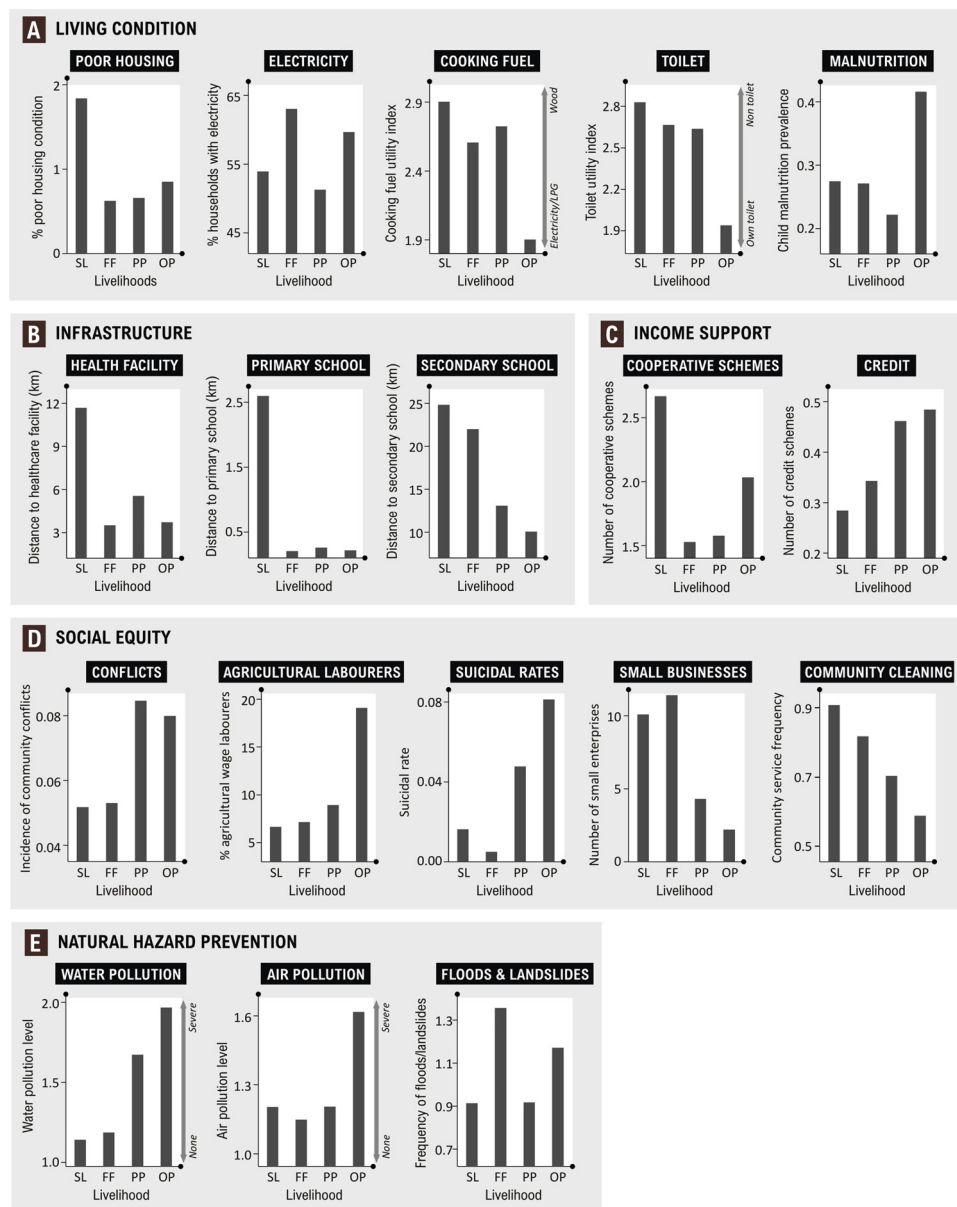 A LIVING CONDITION
POOR HOUSING
% poor housing condition
2
1
0
SL FF PP OP
Livelihoods
ELECTRICITY
% households with electricity
65
55
45
SL FF PP OP
Livelihood
COOKING FUEL
Cooking fuel utility index
2.9
2.4
1.9
Wood
Electricity/LPG
SL FF PP OP
Livelihood
TOILET
Toilet utility index
2.8
2.5
2.2
1.9
Non toilet
Own toilet
SL FF PP OP
Livelihood
MALNUTRITION
Child malnutrition prevalence
0.4
0.3
0.2
SL FF PP OP
Livelihood
B INFRASTRUCTURE
HEALTH FACILITY
Distance to healthcare facility (km)
12
9
6
3
SL FF PP OP
Livelihood
PRIMARY SCHOOL
Distance to primary school (km)
2.5
1.5
0.5
SL FF PP OP
Livelihood
SECONDARY SCHOOL
Distance to secondary school (km)
25
20
15
10
SL FF PP OP
Livelihood
C INCOME SUPPORT
COOPERATIVE SCHEMES
Number of cooperative schemes
2.5
2.0
1.5
SL FF PP OP
Livelihood
CREDIT
Number of credit schemes
0.5
0.4
0.3
0.2
SL FF PP OP
Livelihood
D SOCIAL EQUITY
CONFLICTS
Incidence of community conflicts
0.08
0.06
0.04
SL FF PP OP
Livelihood
AGRICULTURAL LABOURERS
% agricultural wage labourers
20
15
10
5
SL FF PP OP
Livelihood
SUICIDAL RATES
Suicidal rate
0.08
0.04
0.00
SL FF PP OP
Livelihood
SMALL BUSINESSES
Number of small enterprises
10
5
0
SL FF PP OP
Livelihood
COMMUNITY CLEANING
Community service frequency
0.9
0.7
0.5
SL FF PP OP
Livelihood
E NATURAL HAZARD PREVENTION
WATER POLLUTION
Water pollution level
2.0
1.5
1.0
Severe
None
SL FF PP OP
Livelihood
AIR POLLUTION
Air pollution level
1.6
1.3
1.0
Severe
None
SL FF PP OP
Livelihood
FLOODS & LANDSLIDES
Frequency of floods/landslides
1.3
1.1
0.9
0.7
SL FF PP OP
Livelihood